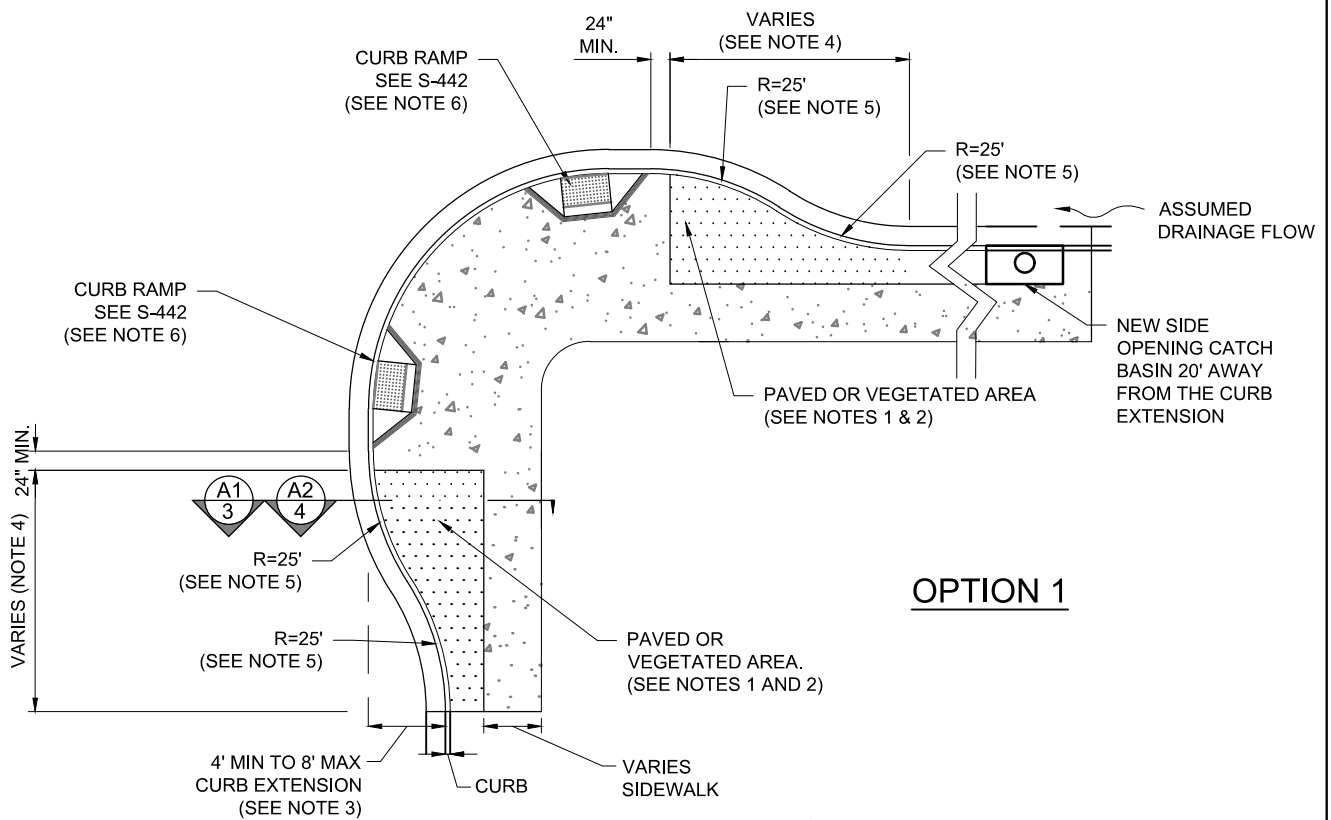 24"
MIN.
VARIES
(SEE NOTE 4)
CURB RAMP
SEE S-442
(SEE NOTE 6)
R=25'
(SEE NOTE 5)
R=25'
(SEE NOTE 5)
ASSUMED
DRAINAGE FLOW
CURB RAMP
SEE S-442
(SEE NOTE 6)
NEW SIDE
OPENING CATCH
BASIN 20' AWAY
FROM THE CURB
EXTENSION
PAVED OR VEGETATED AREA
(SEE NOTES 1 & 2)
24" MIN.
VARIES (NOTE 4)
A1
3
A2
4
R=25'
(SEE NOTE 5)
OPTION 1
R=25'
(SEE NOTE 5)
PAVED OR
VEGETATED AREA.
(SEE NOTES 1 AND 2)
4' MIN TO 8' MAX
CURB EXTENSION
(SEE NOTE 3)
CURB
VARIES
SIDEWALK